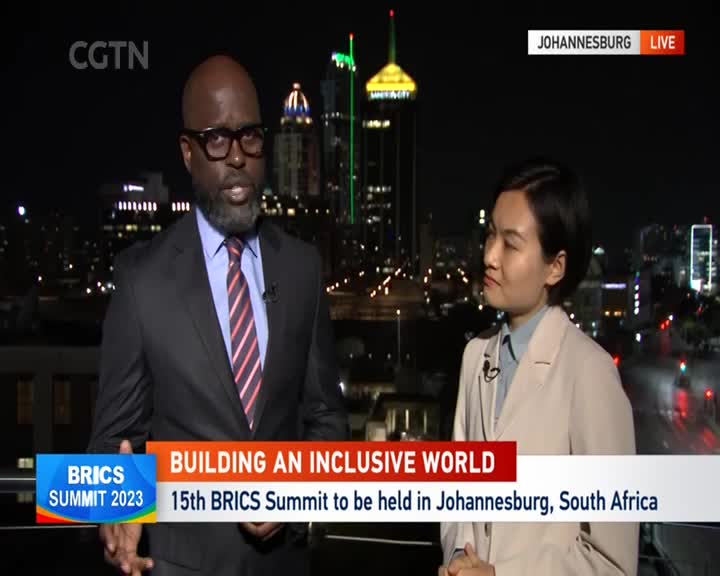 CGTN
JOHANNESBURG LIVE
BRICS
SUMMIT 2023
BUILDING AN INCLUSIVE WORLD
15th BRICS Summit to be held in Johannesburg, South Africa